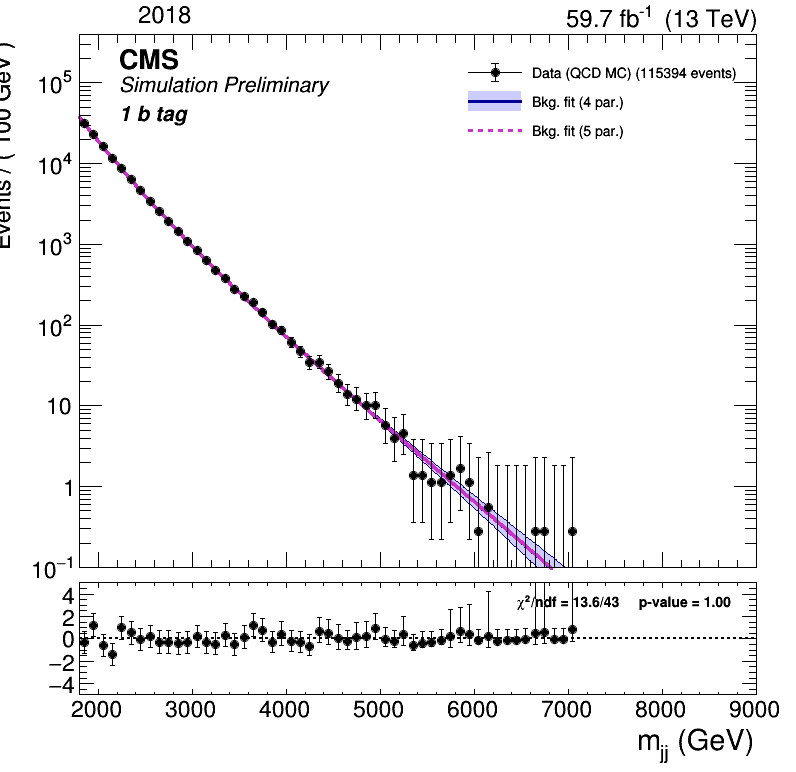 2018
59.7 fb⁻¹ (13 TeV)
CMS
Simulation Preliminary
1 b tag
Data (QCD MC) (115394 events)
Bkg. fit (4 par.)
Bkg. fit (5 par.)
Events / ( 100 GeV )
10⁵
10⁴
10³
10²
10
1
10⁻¹
χ²/ndf = 13.6/43 p-value = 1.00
4
2
0
−2
−4
2000 3000 4000 5000 6000 7000 8000 9000
mjj (GeV)